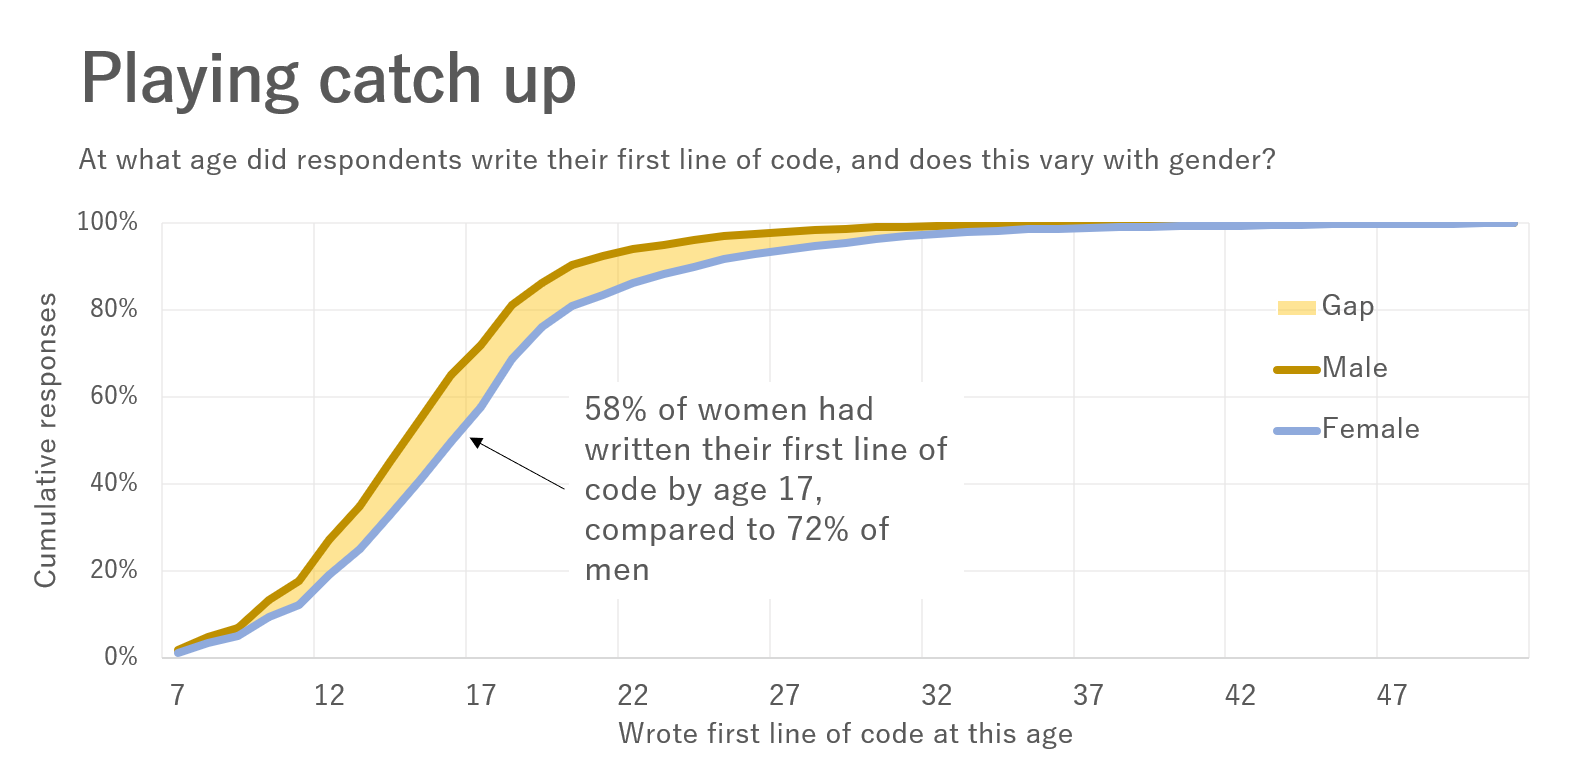 Playing catch up
At what age did respondents write their first line of code, and does this vary with gender?
100%
80%
60%
40%
20%
0%
Cumulative responses
Gap
Male
Female
58% of women had
written their first line of
code by age 17,
compared to 72% of
men
7 12 17 22 27 32 37 42 47
Wrote first line of code at this age